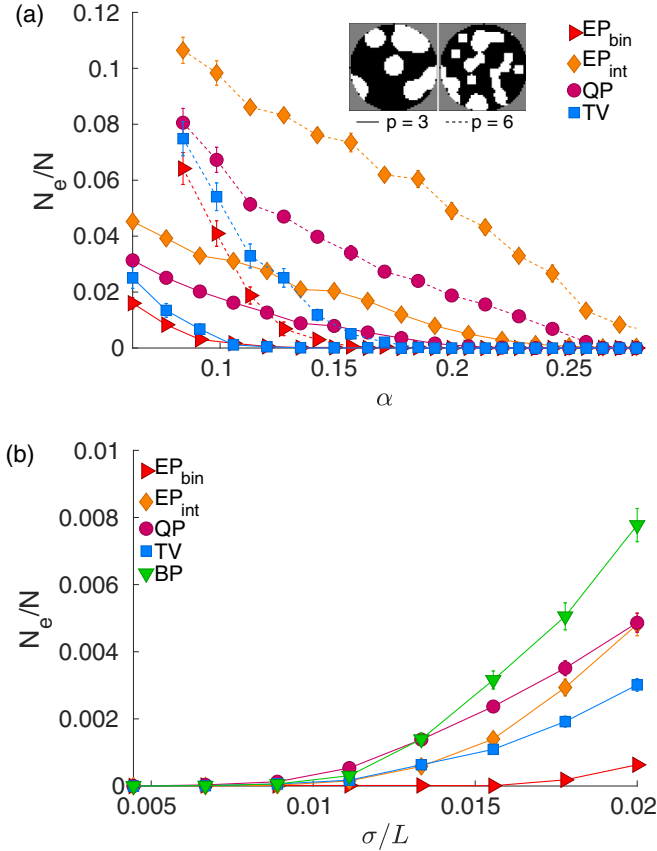 (a)
0.12
0.1
0.08
0.06
0.04
0.02
0
N_e/N
p = 3
p = 6
EP_bin
EP_int
QP
TV
0.1
0.15
0.2
0.25
α
(b)
0.01
0.008
0.006
0.004
0.002
0
N_e/N
EP_bin
EP_int
QP
TV
BP
0.005
0.01
0.015
0.02
σ/L